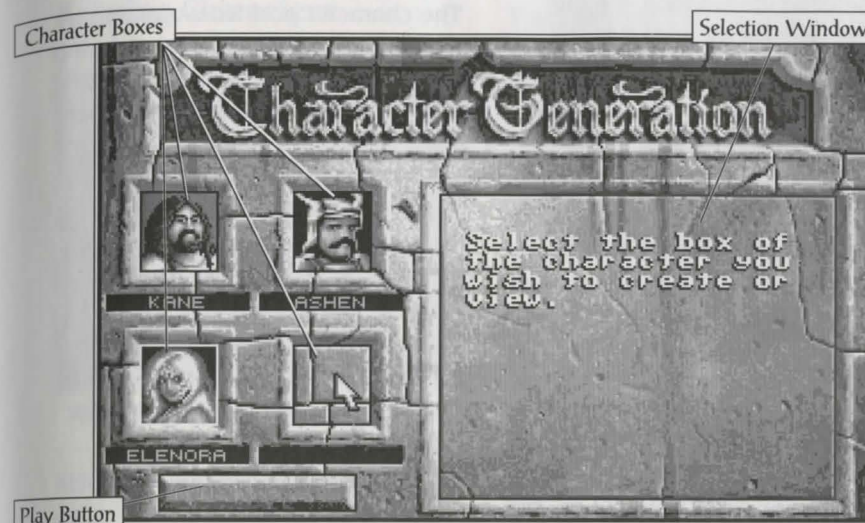 Character Boxes
Selection Window
Character Generation
Select the box of
the character you
wish to create or
view.
KANE
ASHEN
ELENORA
Play Button